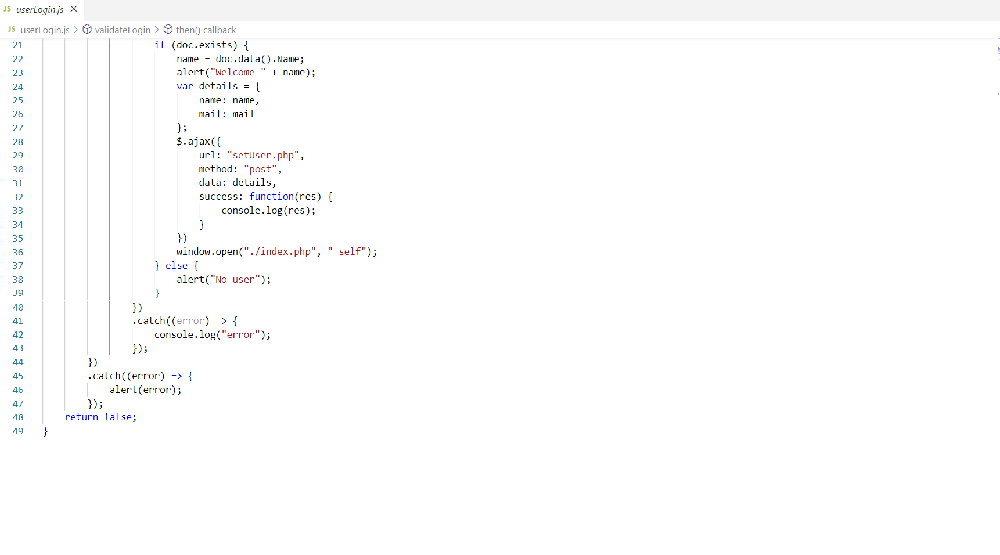 JS userLogin.js ×
JS userLogin.js > validateLogin > then() callback
21 if (doc.exists) {
22 name = doc.data().Name;
23 alert("Welcome " + name);
24 var details = {
25 name: name,
26 mail: mail
27 };
28 $.ajax({
29 url: "setUser.php",
30 method: "post",
31 data: details,
32 success: function(res) {
33 console.log(res);
34 }
35 })
36 window.open("./index.php", "_self");
37 } else {
38 alert("No user");
39 }
40 })
41 .catch((error) => {
42 console.log("error");
43 });
44 })
45 .catch((error) => {
46 alert(error);
47 });
48 return false;
49 }